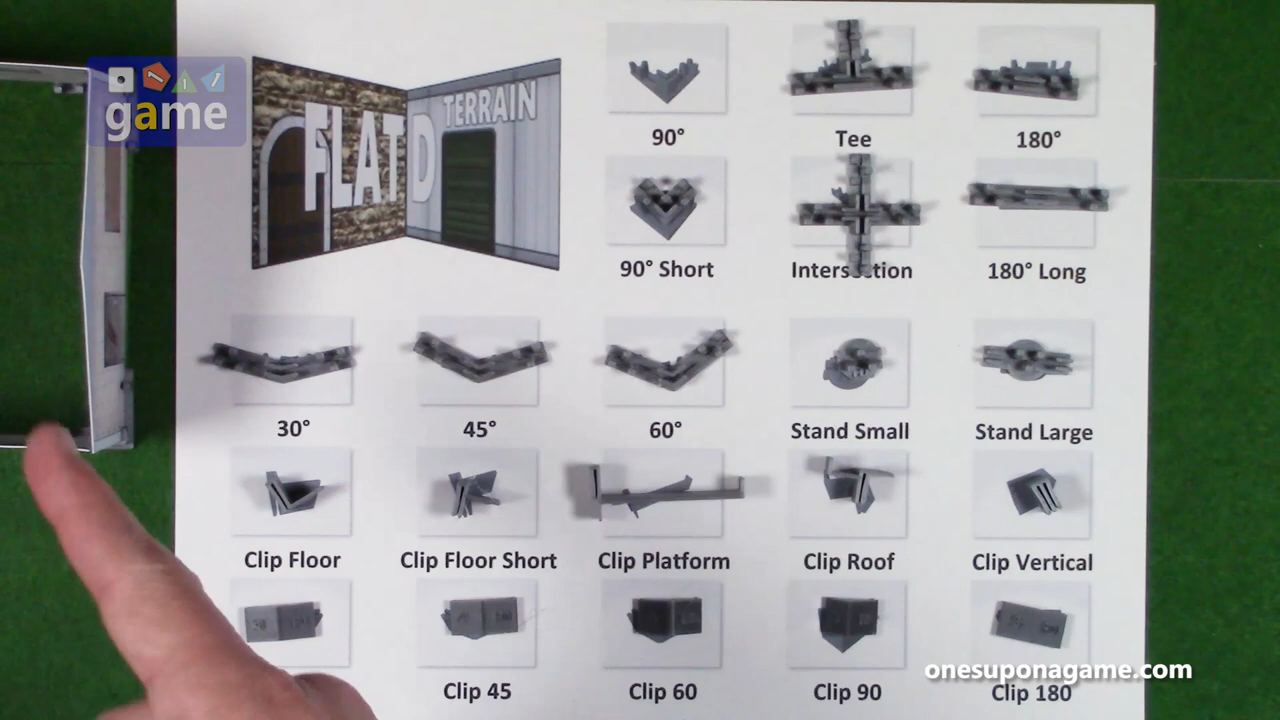 game
FLAT D
TERRAIN
90°
Tee
180°
90° Short
Intersection
180° Long
30°
45°
60°
Stand Small
Stand Large
Clip Floor
Clip Floor Short
Clip Platform
Clip Roof
Clip Vertical
Clip 45
Clip 60
Clip 90
Clip 180
onesuponagame.com